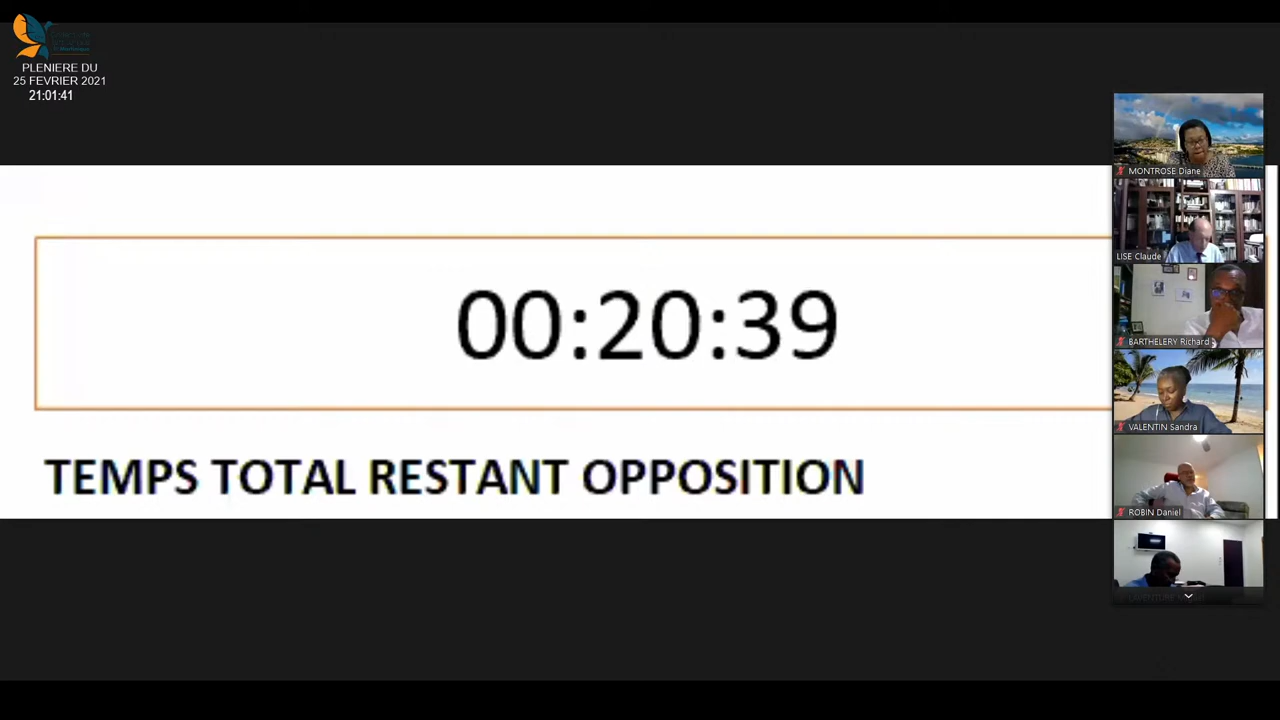 PLENIERE DU
25 FEVRIER 2021
21:01:41
00:20:39
TEMPS TOTAL RESTANT OPPOSITION
MONTROSE Diane
LISE Claude
BARTHELERY Richard
VALENTIN Sandra
ROBIN Daniel